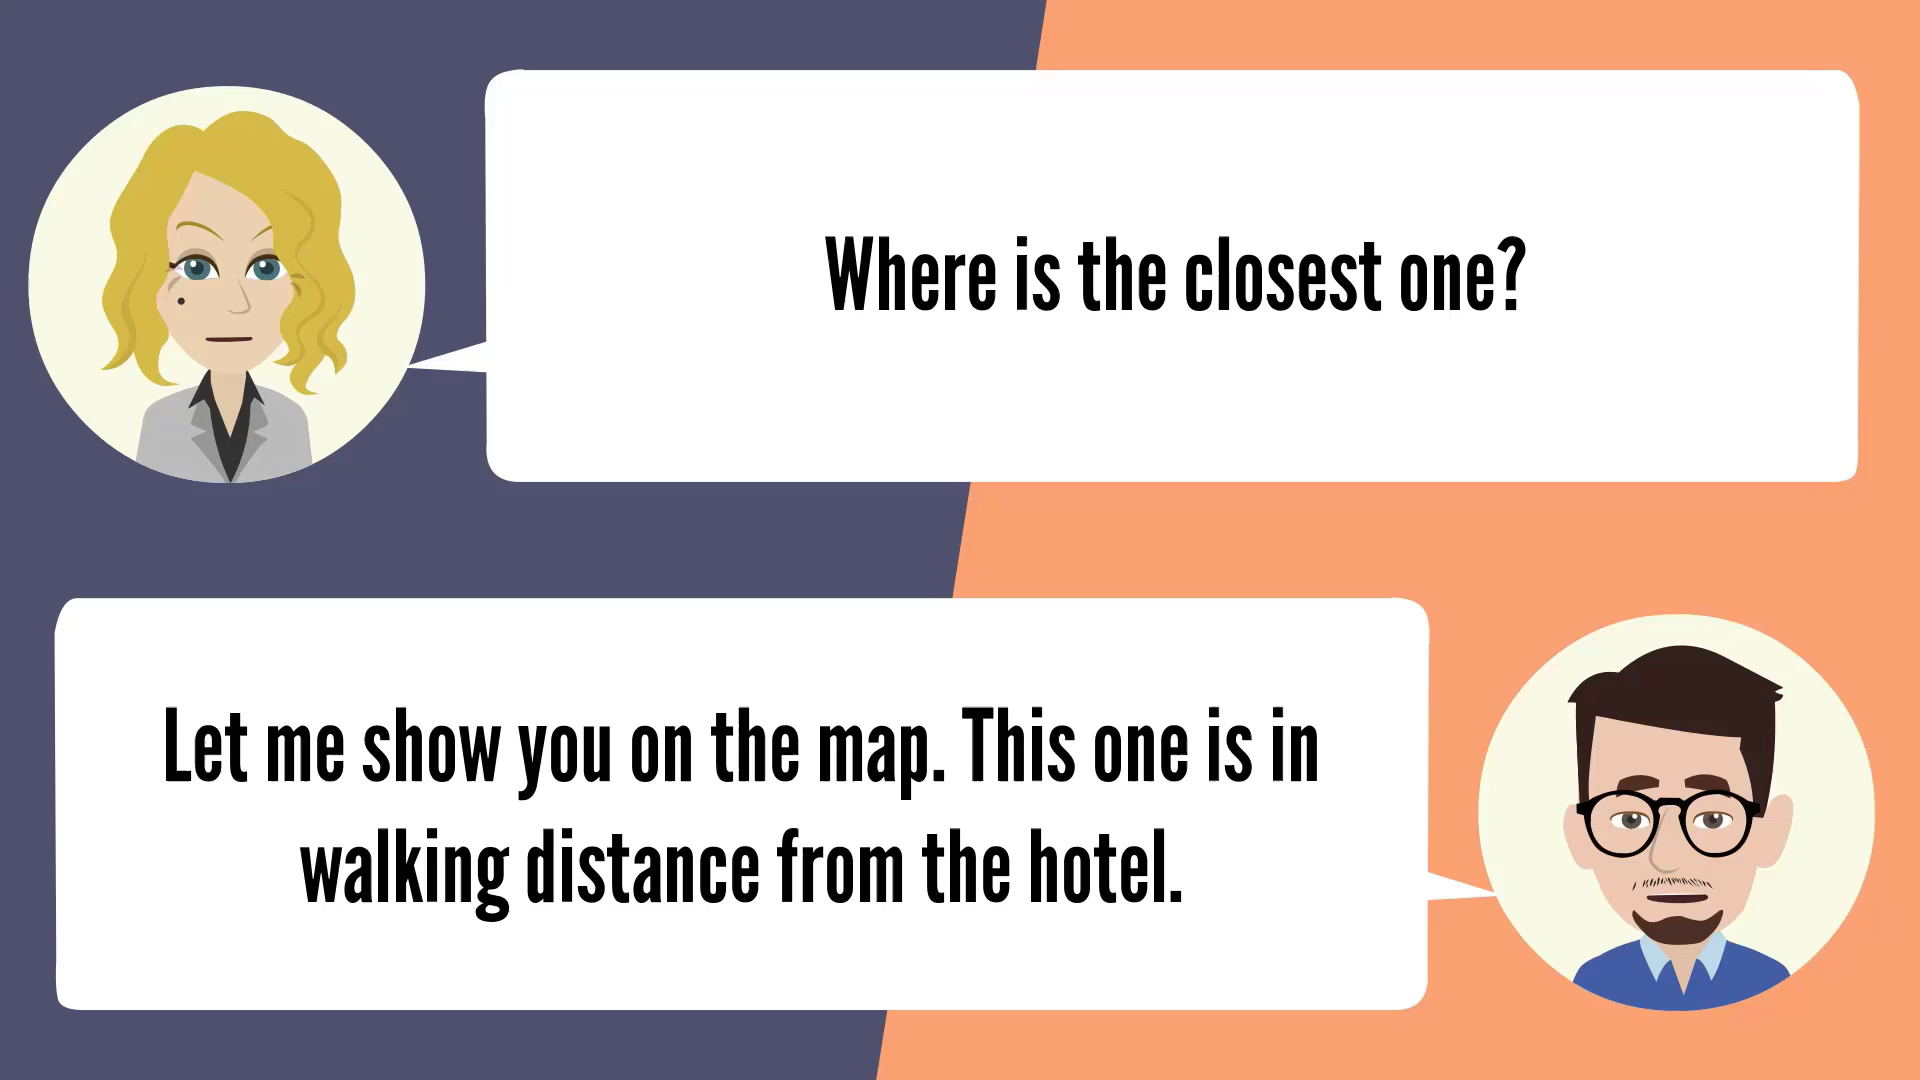 Where is the closest one?
Let me show you on the map. This one is in
walking distance from the hotel.